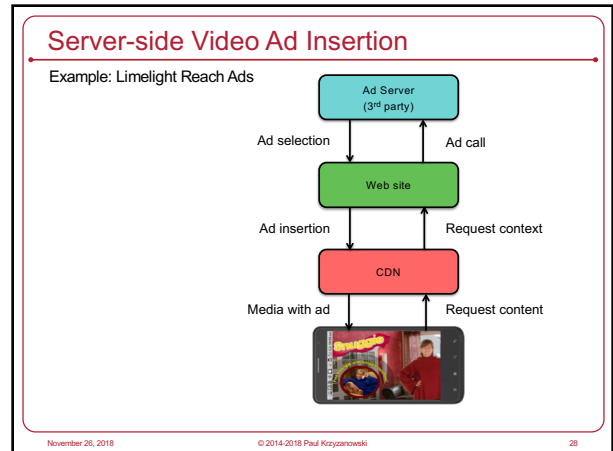 Server-side Video Ad Insertion
Example: Limelight Reach Ads
Ad Server
(3rd party)
Ad selection
Ad call
Web site
Ad insertion
Request context
CDN
Media with ad
Request content
Snuggie
November 26, 2018
© 2014-2018 Paul Krzyzanowski
28